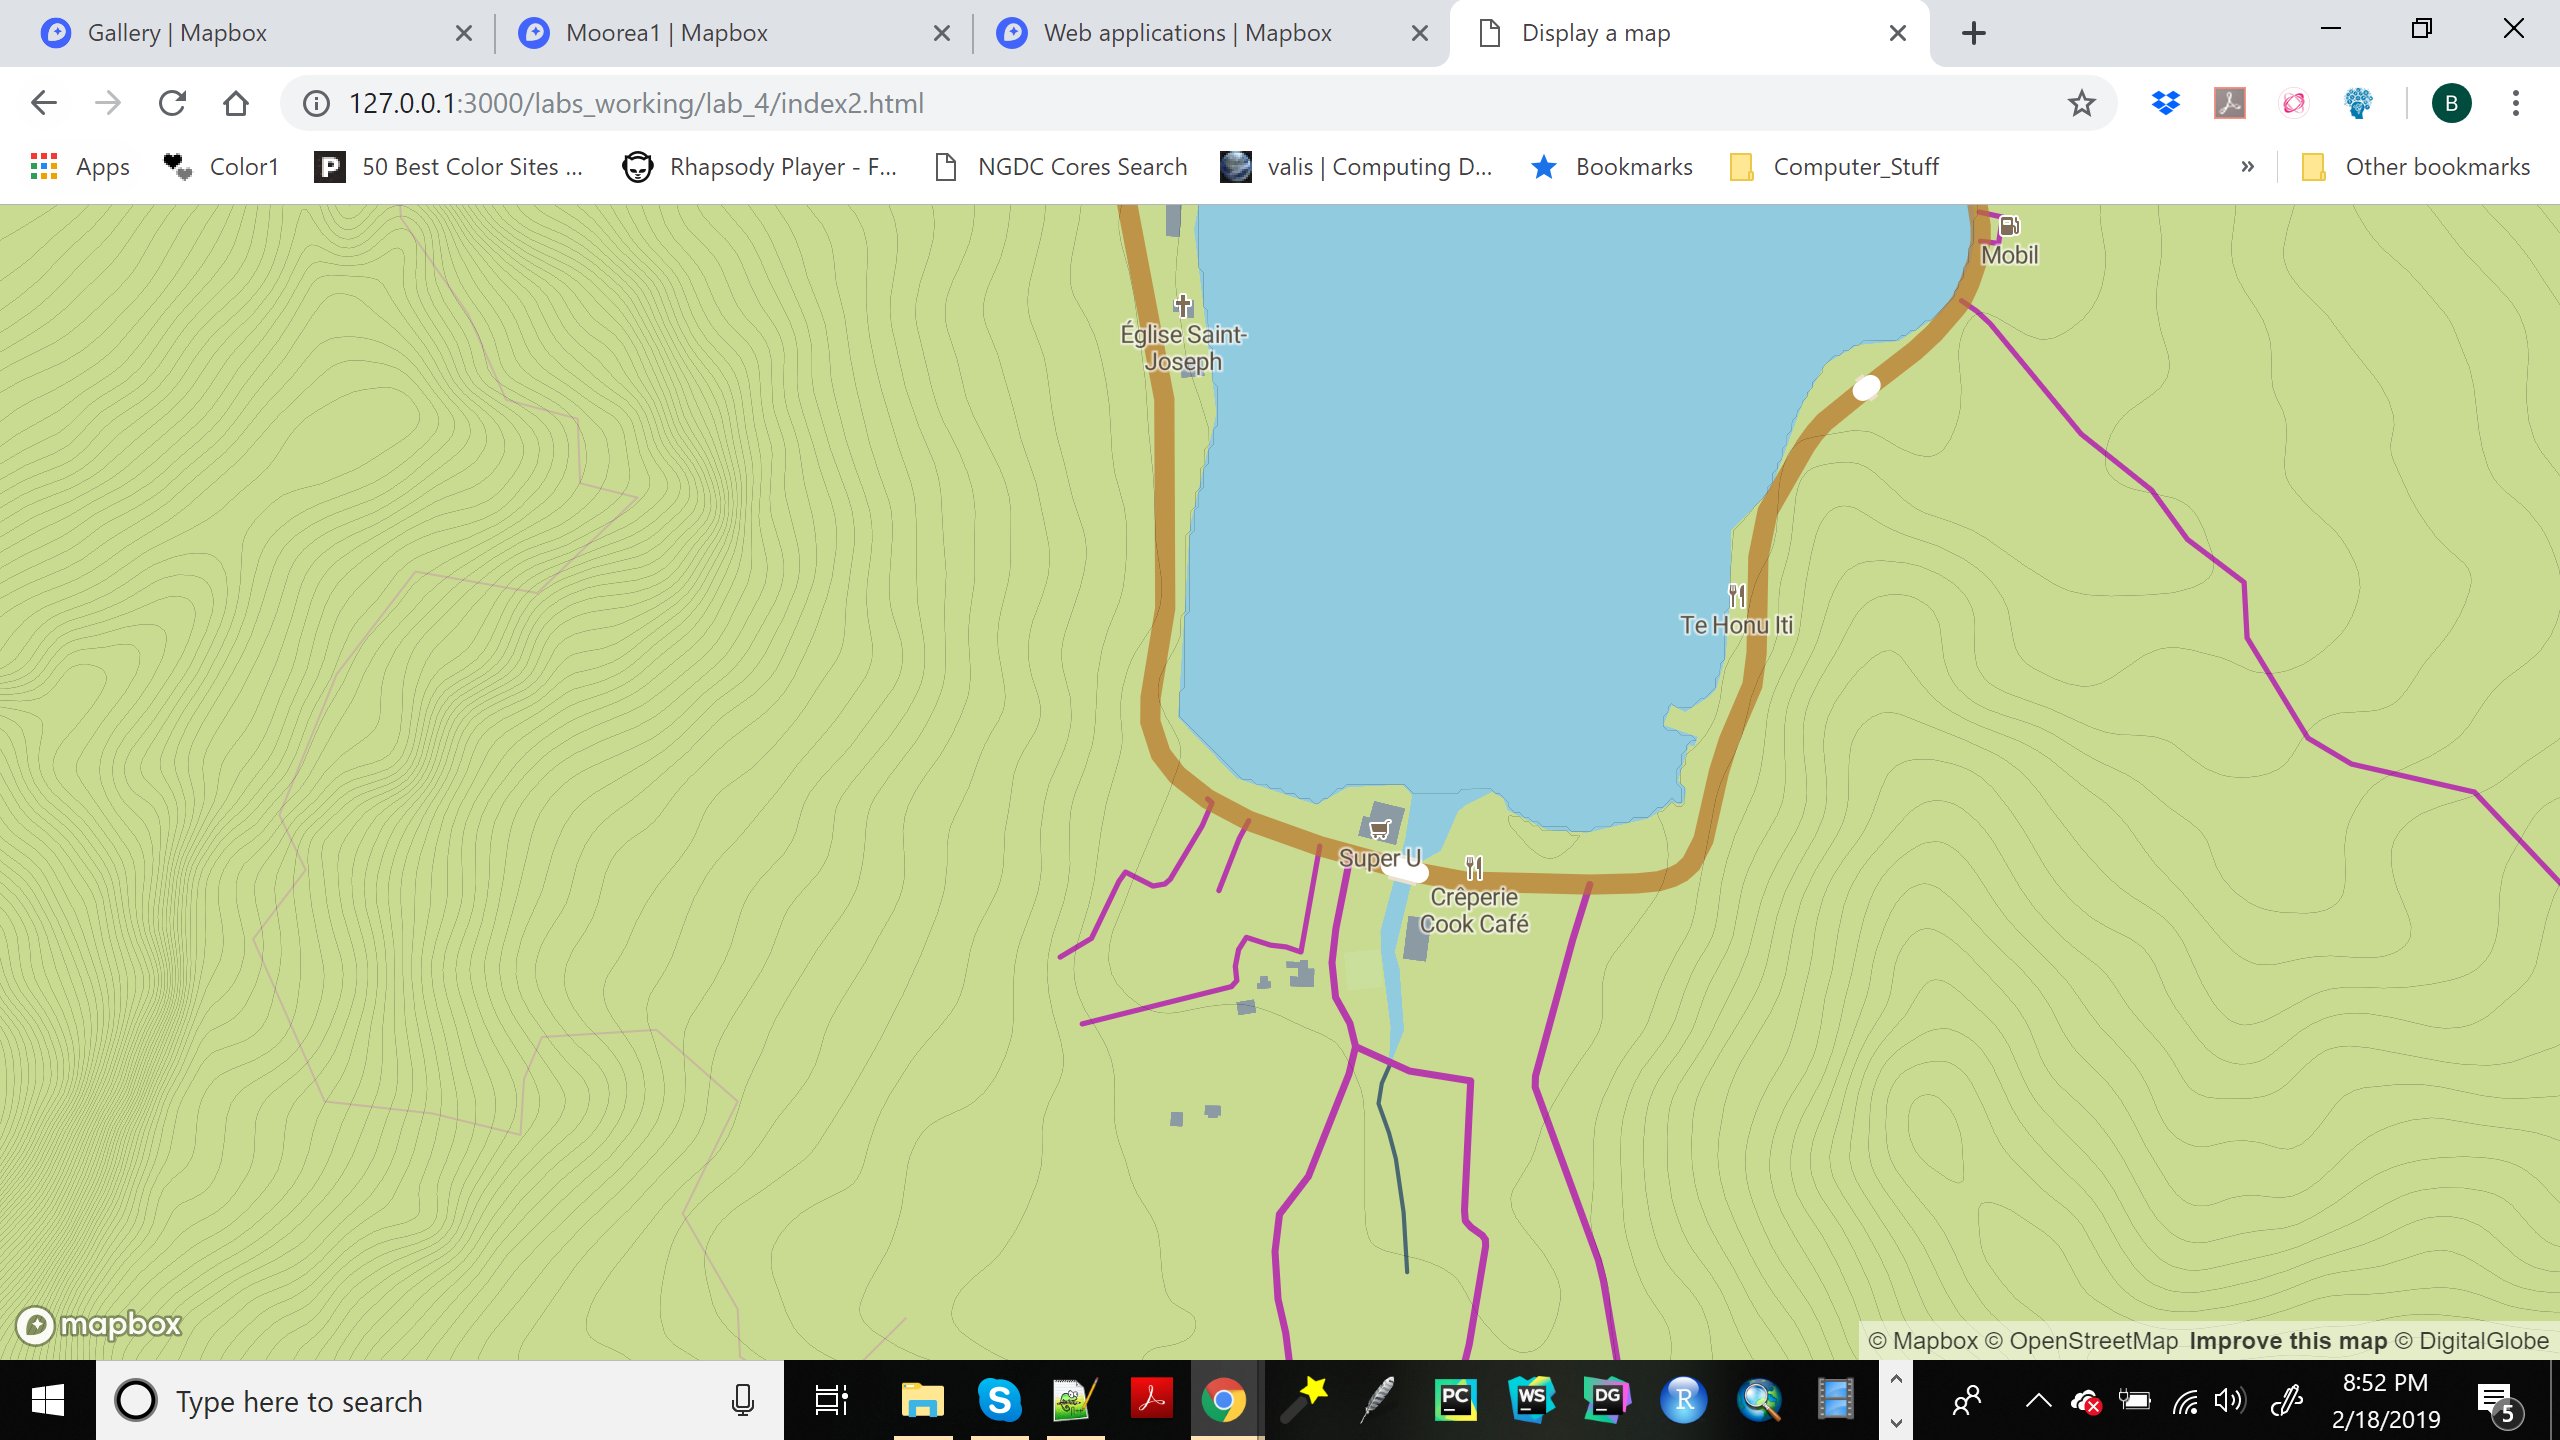 Gallery | Mapbox
Moorea1 | Mapbox
Web applications | Mapbox
Display a map
127.0.0.1:3000/labs_working/lab_4/index2.html
B
Apps
Color1
P
50 Best Color Sites ...
Rhapsody Player - F...
NGDC Cores Search
valis | Computing D...
Bookmarks
Computer_Stuff
»
Other bookmarks
Mobil
Église Saint-
Joseph
Te Honu Iti
Super U
Crêperie
Cook Café
mapbox
© Mapbox © OpenStreetMap Improve this map © DigitalGlobe
Type here to search
S
PC
WS
DG
R
8:52 PM
2/18/2019
5